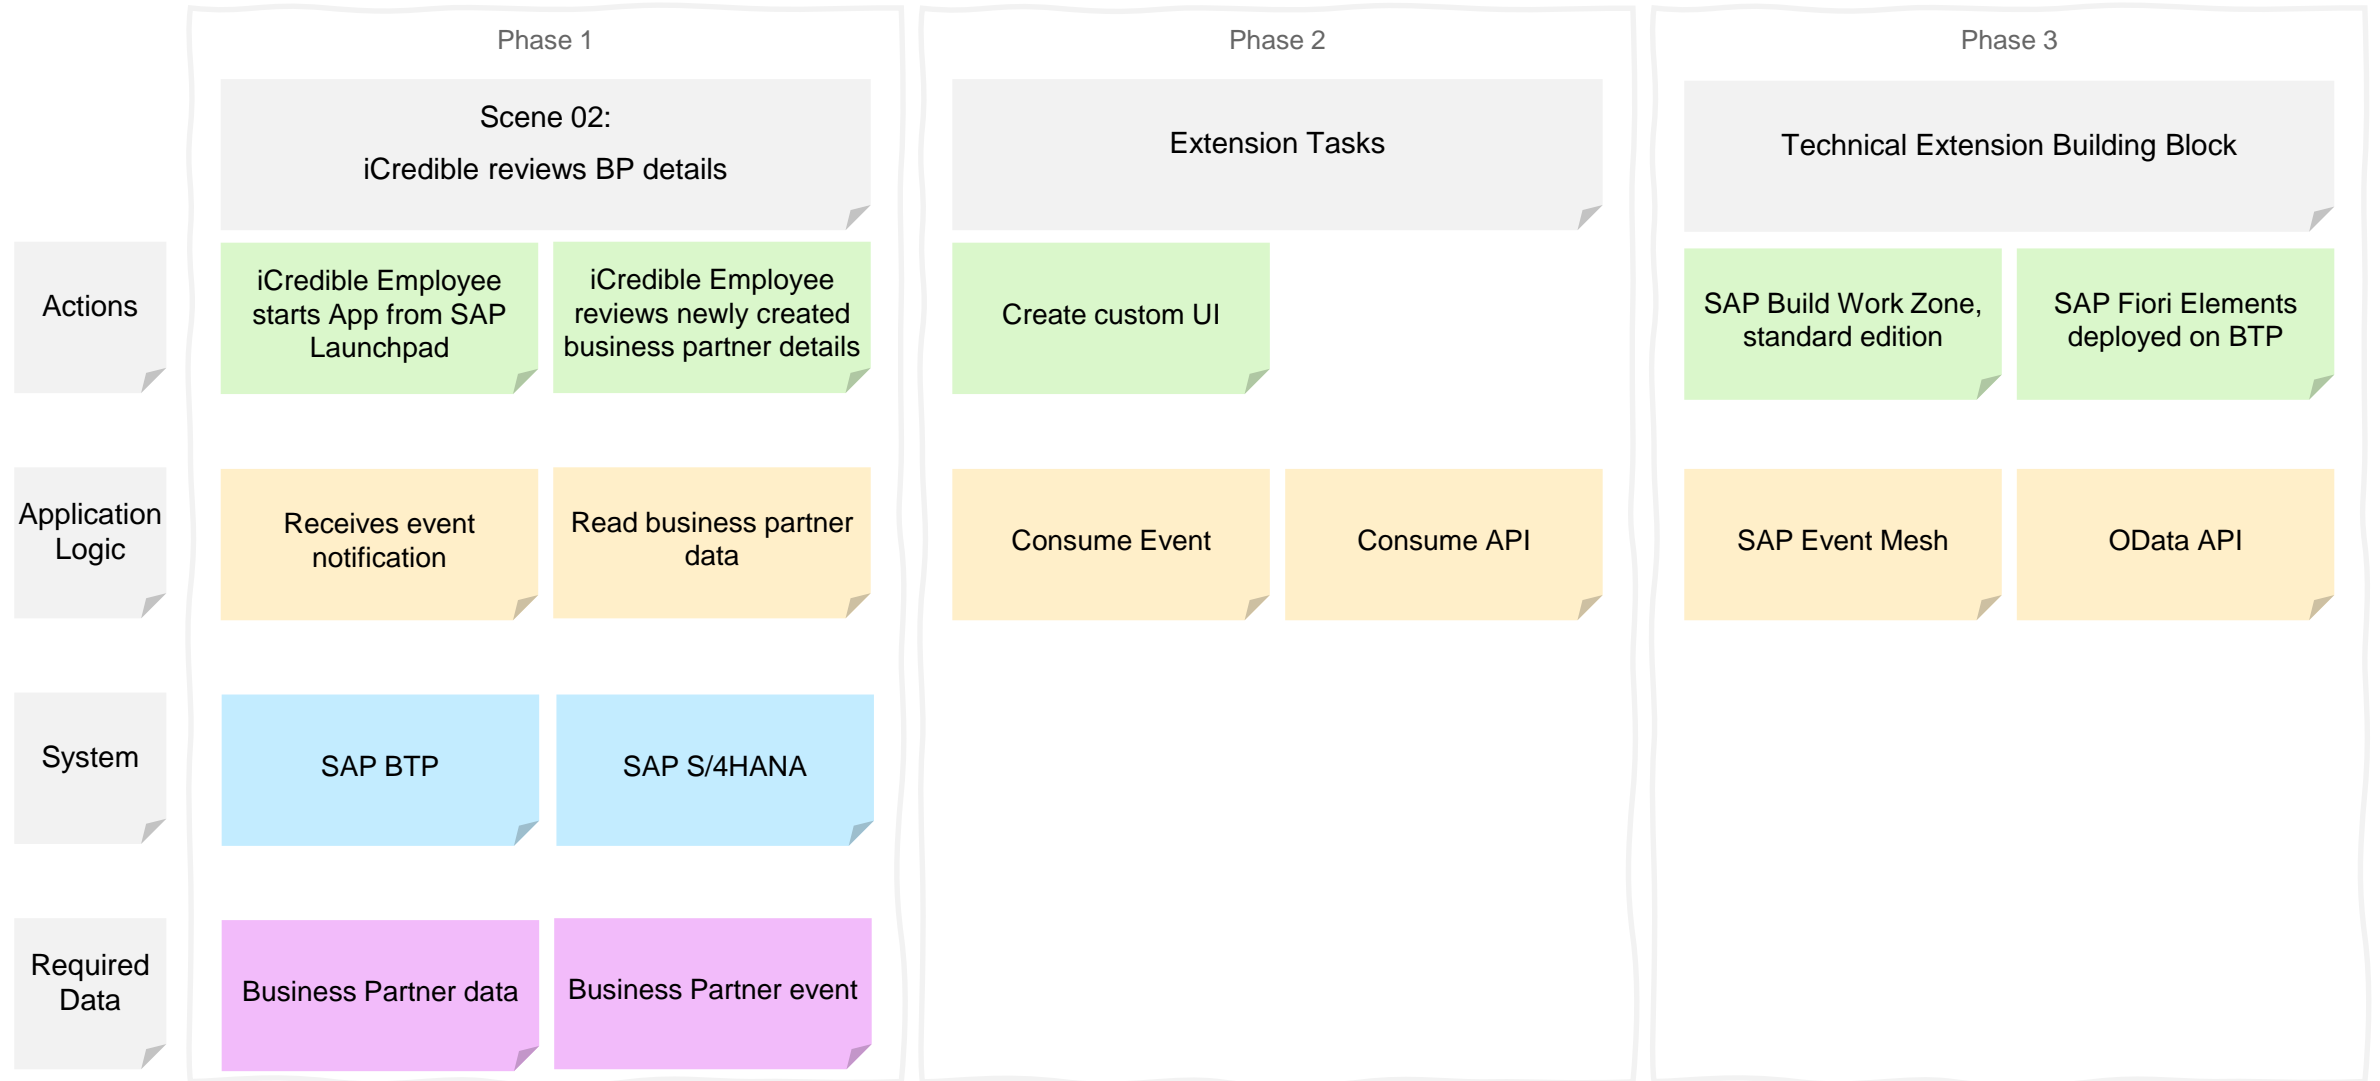 Phase 1
Phase 2
Phase 3
Scene 02:
iCredible reviews BP details
Extension Tasks
Technical Extension Building Block
Actions
iCredible Employee
starts App from SAP
Launchpad
iCredible Employee
reviews newly created
business partner details
Create custom UI
SAP Build Work Zone,
standard edition
SAP Fiori Elements
deployed on BTP
Application
Logic
Receives event
notification
Read business partner
data
Consume Event
Consume API
SAP Event Mesh
OData API
System
SAP BTP
SAP S/4HANA
Required
Data
Business Partner data
Business Partner event